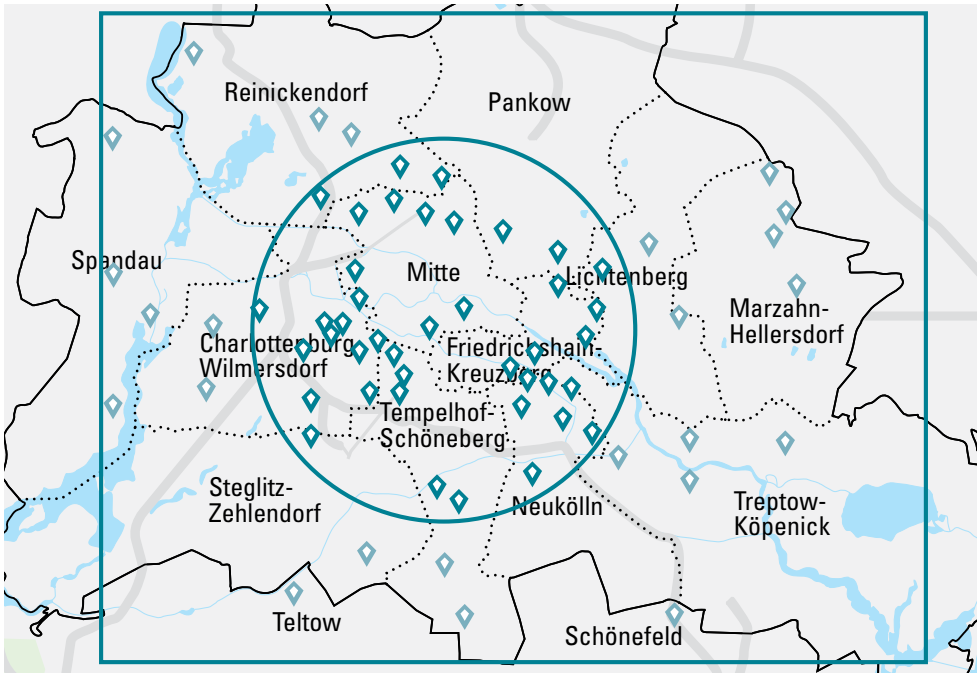 Reinickendorf
Pankow
Spandau
Mitte
Lichtenberg
Marzahn-
Hellersdorf
Charlottenburg
Wilmersdorf
Friedrichshain-
Kreuzberg
Tempelhof-
Schöneberg
Steglitz-
Zehlendorf
Neukölln
Treptow-
Köpenick
Teltow
Schönefeld